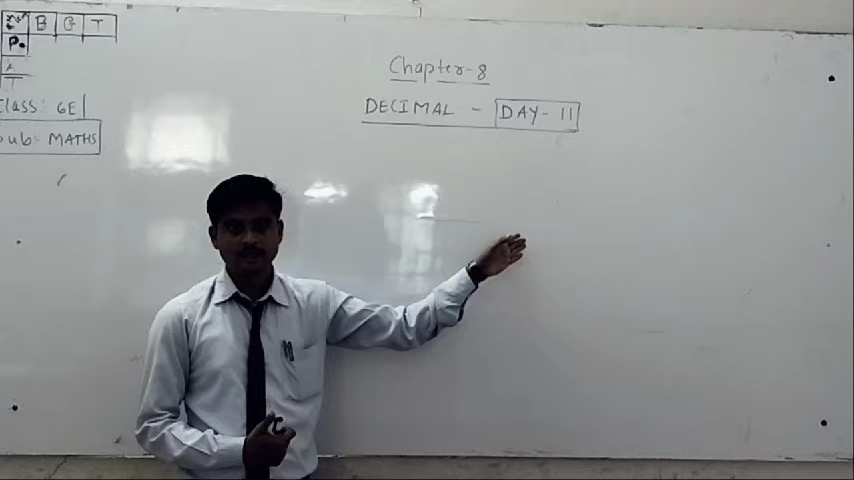 B G T
P.
Class: 6E
Sub: MATHS
Chapter-8
DECIMAL - DAY- 11